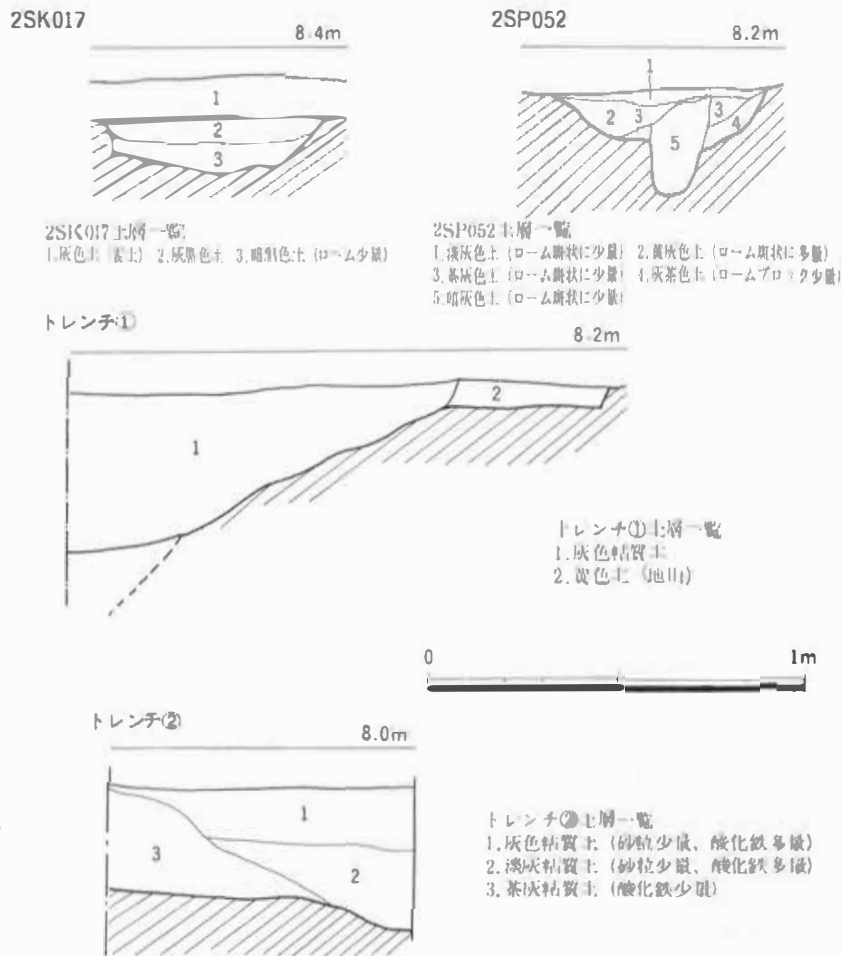 2SK017
8.4m
1
2
3
2SK017土層一覧
1.灰色土(表土) 2.灰黒色土 3.暗黒色土(ローム少量)
2SP052
8.2m
1
2 3 3 4
5
2SP052土層一覧
1.淡灰色土(ローム斑状に少量) 2.黄灰色土(ローム斑状に多量)
3.茶灰色土(ローム斑状に少量) 4.灰茶色土(ロームブロック少量)
5.暗灰色土(ローム斑状に少量)
トレンチ①
8.2m
1
2
トレンチ①土層一覧
1.灰色粘質土
2.黄色土(地山)
0 1m
トレンチ②
8.0m
1
2
3
トレンチ②土層一覧
1.灰色粘質土(砂粒少量、酸化鉄多量)
2.淡灰粘質土(砂粒少量、酸化鉄多量)
3.茶灰粘質土(酸化鉄少量)